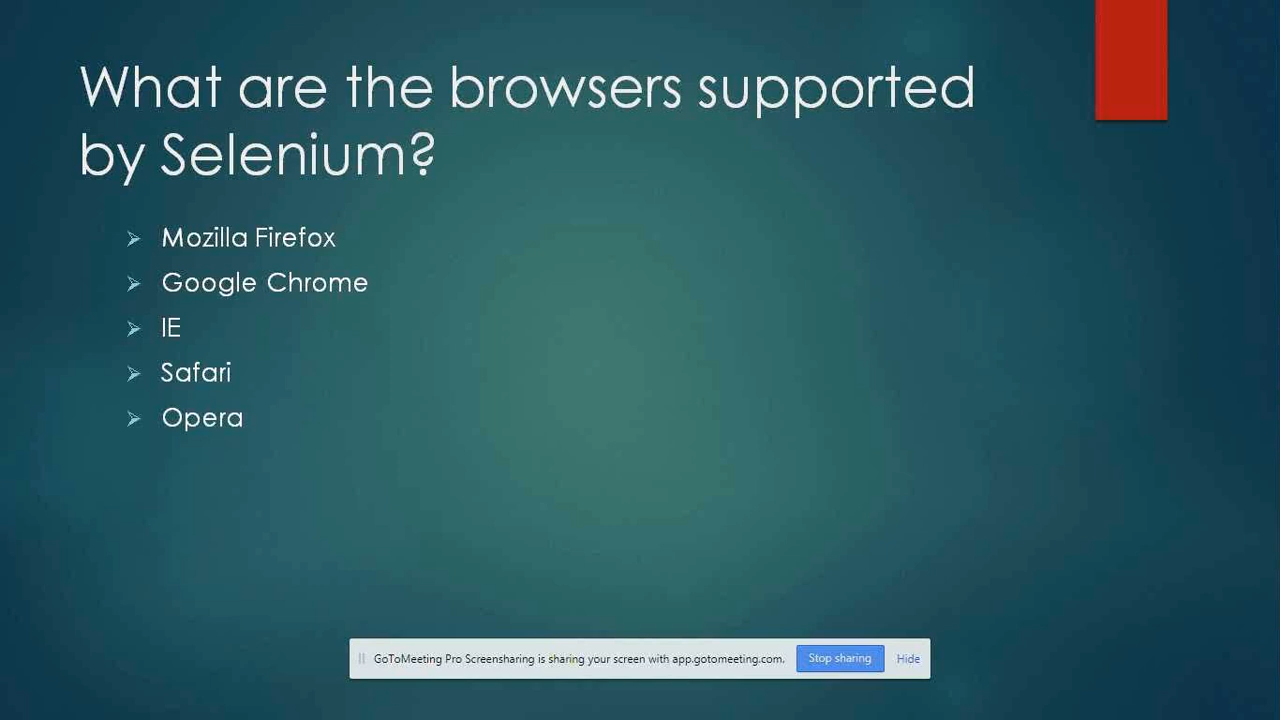 What are the browsers supported
by Selenium?
Mozilla Firefox
Google Chrome
IE
Safari
Opera
GoToMeeting Pro Screensharing is sharing your screen with app.gotomeeting.com. Stop sharing Hide